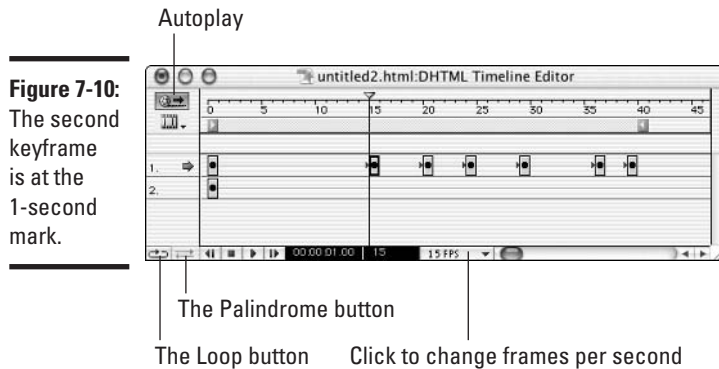 Autoplay
Figure 7-10:
The second
keyframe
is at the
1-second
mark.
untitled2.html:DHTML Timeline Editor
0 5 10 15 20 25 30 35 40 45
1.
2.
00.00.01.00 15 15 FPS
The Palindrome button
The Loop button Click to change frames per second